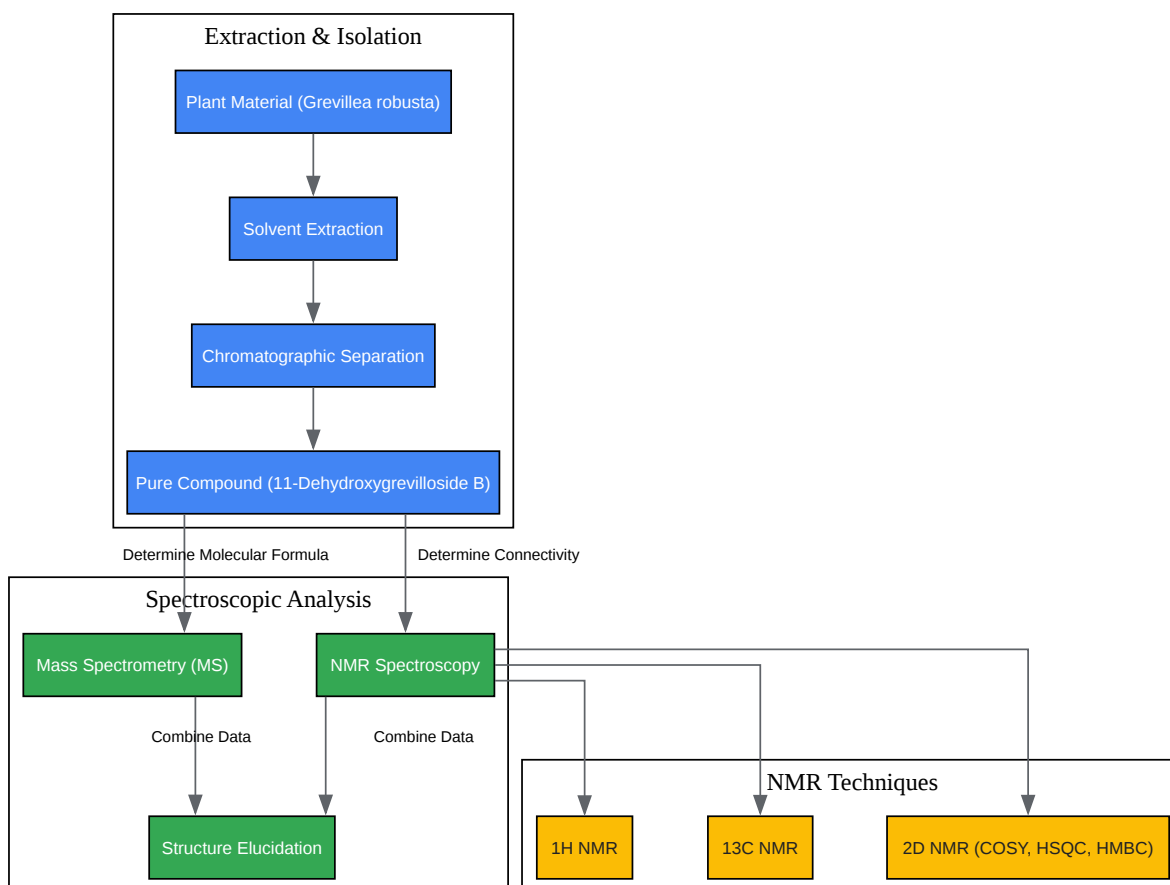 Extraction & Isolation
Plant Material (Grevillea robusta)
Solvent Extraction
Chromatographic Separation
Pure Compound (11-Dehydroxygrevilloside B)
Determine Molecular Formula
Determine Connectivity
Spectroscopic Analysis
Mass Spectrometry (MS)
NMR Spectroscopy
Combine Data
Combine Data
Structure Elucidation
NMR Techniques
1H NMR
13C NMR
2D NMR (COSY, HSQC, HMBC)